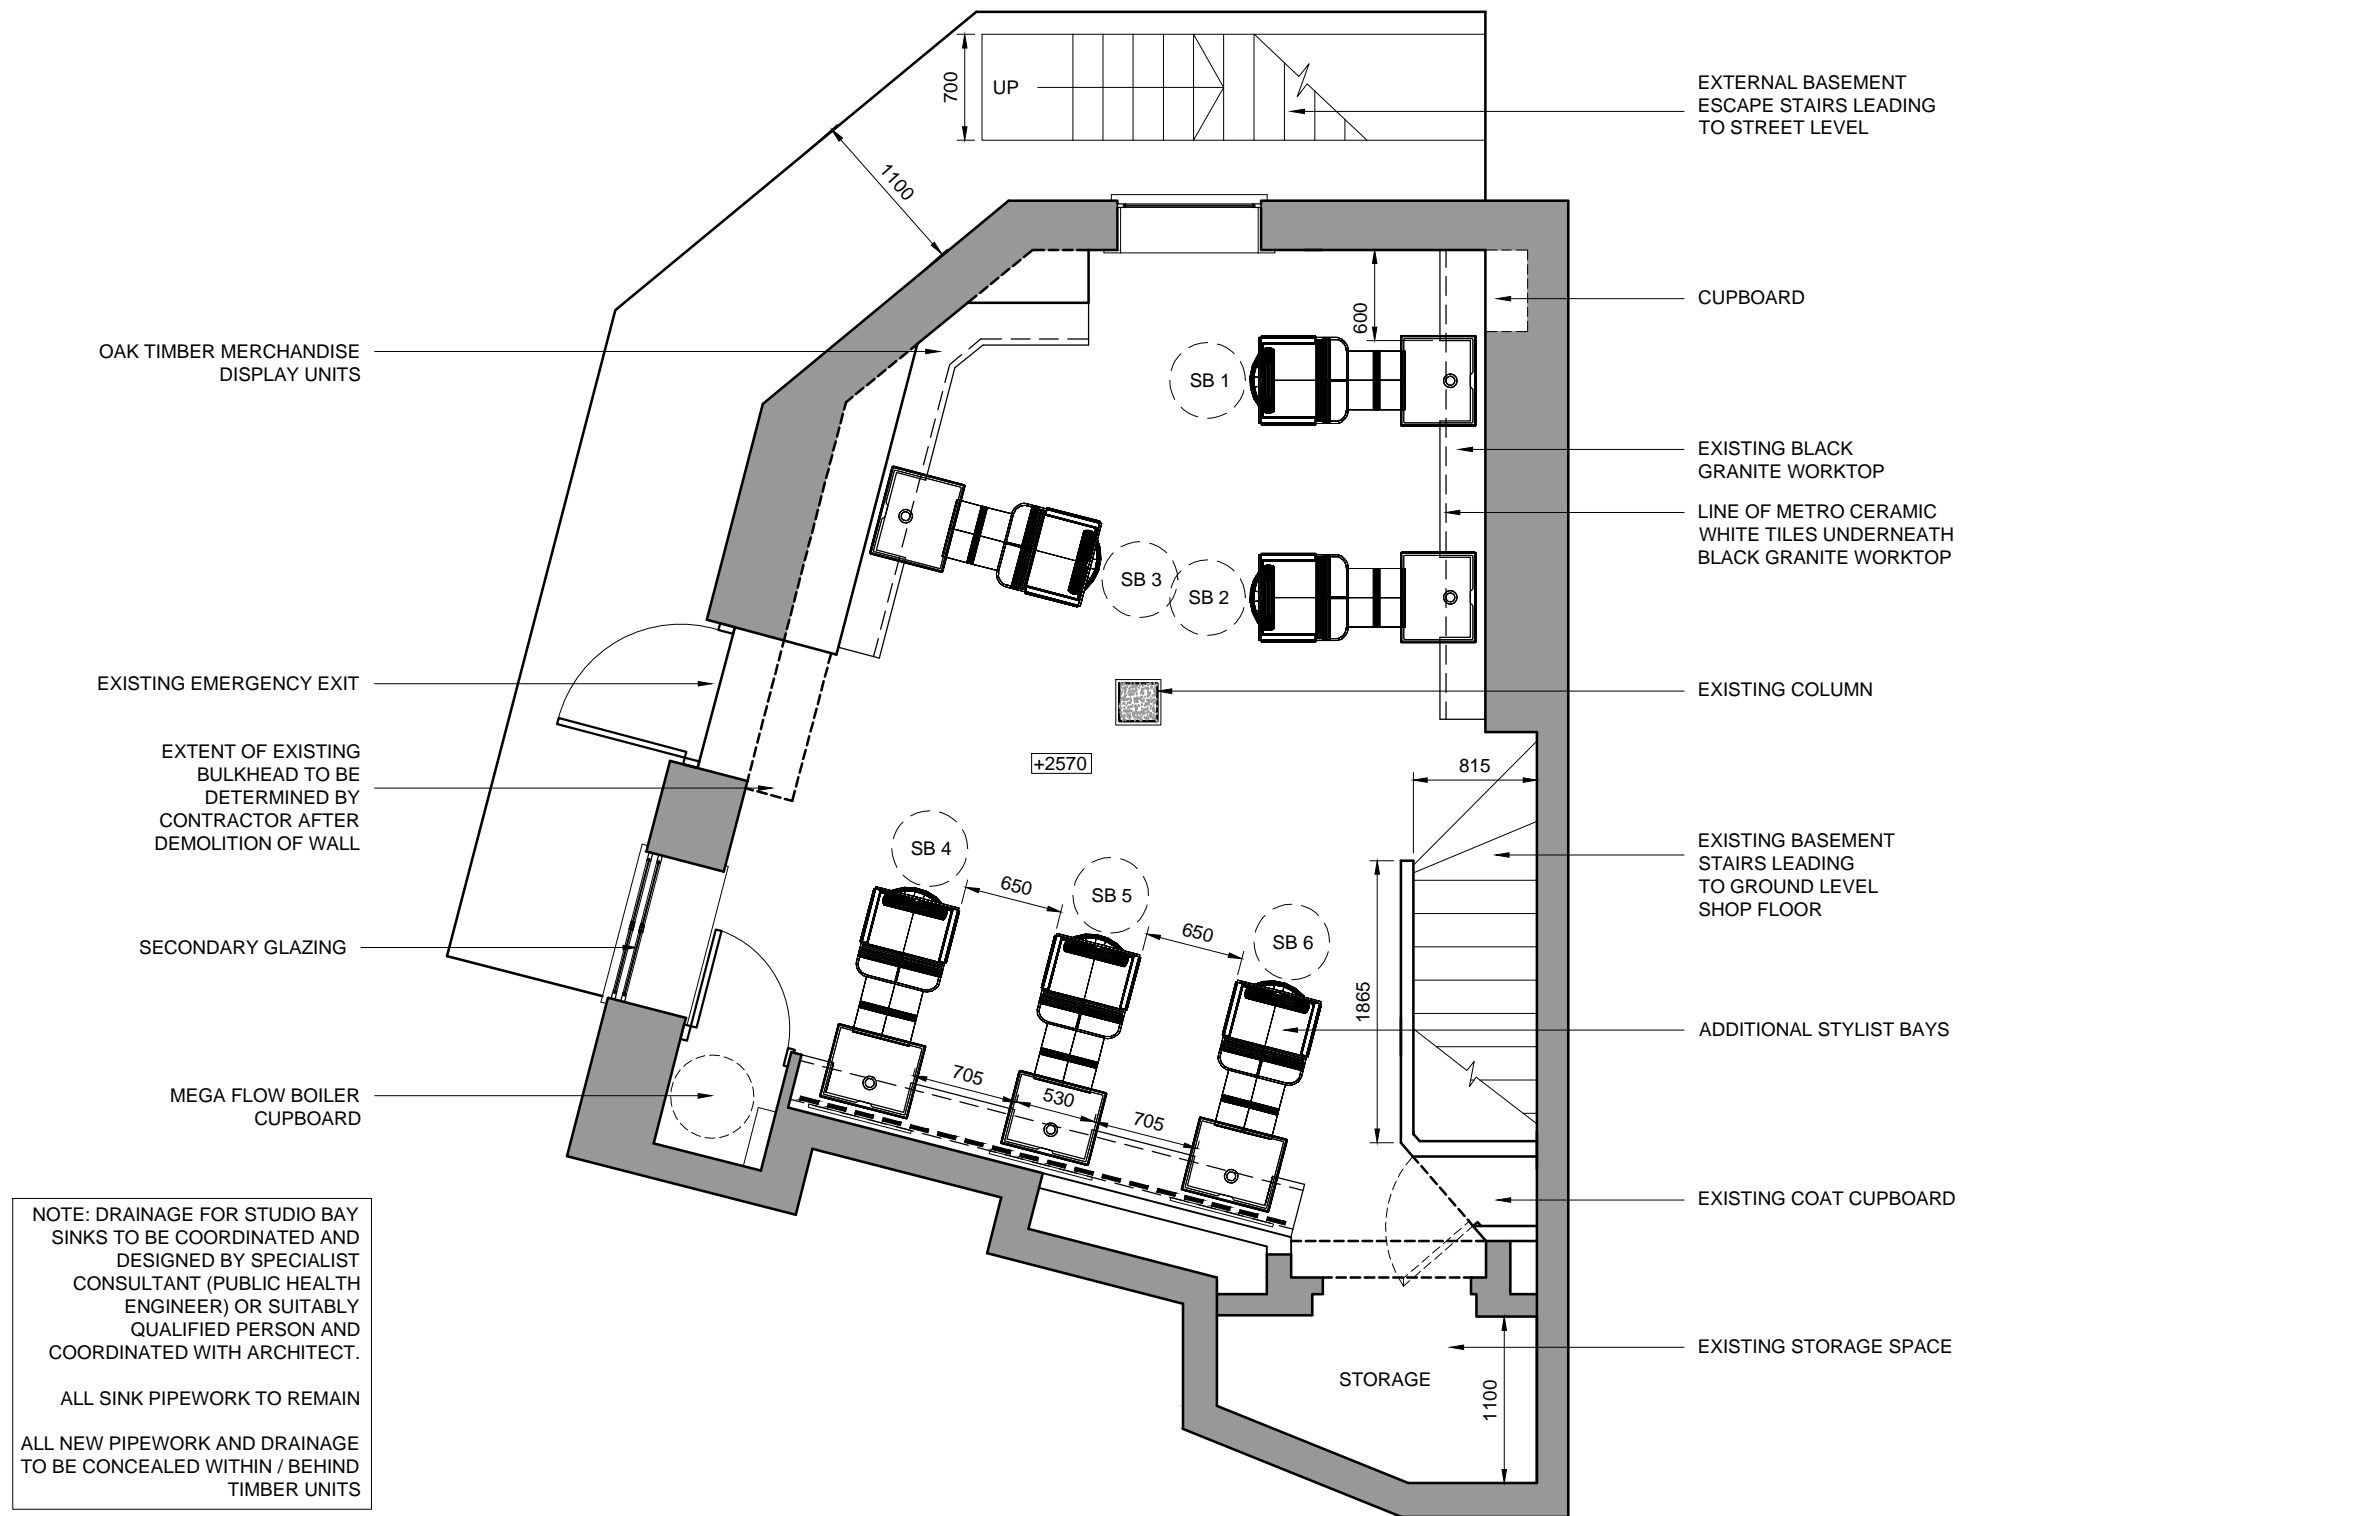 700
UP
EXTERNAL BASEMENT
ESCAPE STAIRS LEADING
TO STREET LEVEL
1100
CUPBOARD
600
OAK TIMBER MERCHANDISE
DISPLAY UNITS
SB 1
EXISTING BLACK
GRANITE WORKTOP
LINE OF METRO CERAMIC
WHITE TILES UNDERNEATH
BLACK GRANITE WORKTOP
SB 3
SB 2
EXISTING EMERGENCY EXIT
EXISTING COLUMN
EXTENT OF EXISTING
BULKHEAD TO BE
DETERMINED BY
CONTRACTOR AFTER
DEMOLITION OF WALL
+2570
815
EXISTING BASEMENT
STAIRS LEADING
TO GROUND LEVEL
SHOP FLOOR
SB 4
650
SB 5
650
SB 6
SECONDARY GLAZING
1865
ADDITIONAL STYLIST BAYS
MEGA FLOW BOILER
CUPBOARD
705
530
705
EXISTING COAT CUPBOARD
NOTE: DRAINAGE FOR STUDIO BAY
SINKS TO BE COORDINATED AND
DESIGNED BY SPECIALIST
CONSULTANT (PUBLIC HEALTH
ENGINEER) OR SUITABLY
QUALIFIED PERSON AND
COORDINATED WITH ARCHITECT.
ALL SINK PIPEWORK TO REMAIN
ALL NEW PIPEWORK AND DRAINAGE
TO BE CONCEALED WITHIN / BEHIND
TIMBER UNITS
EXISTING STORAGE SPACE
STORAGE
1100